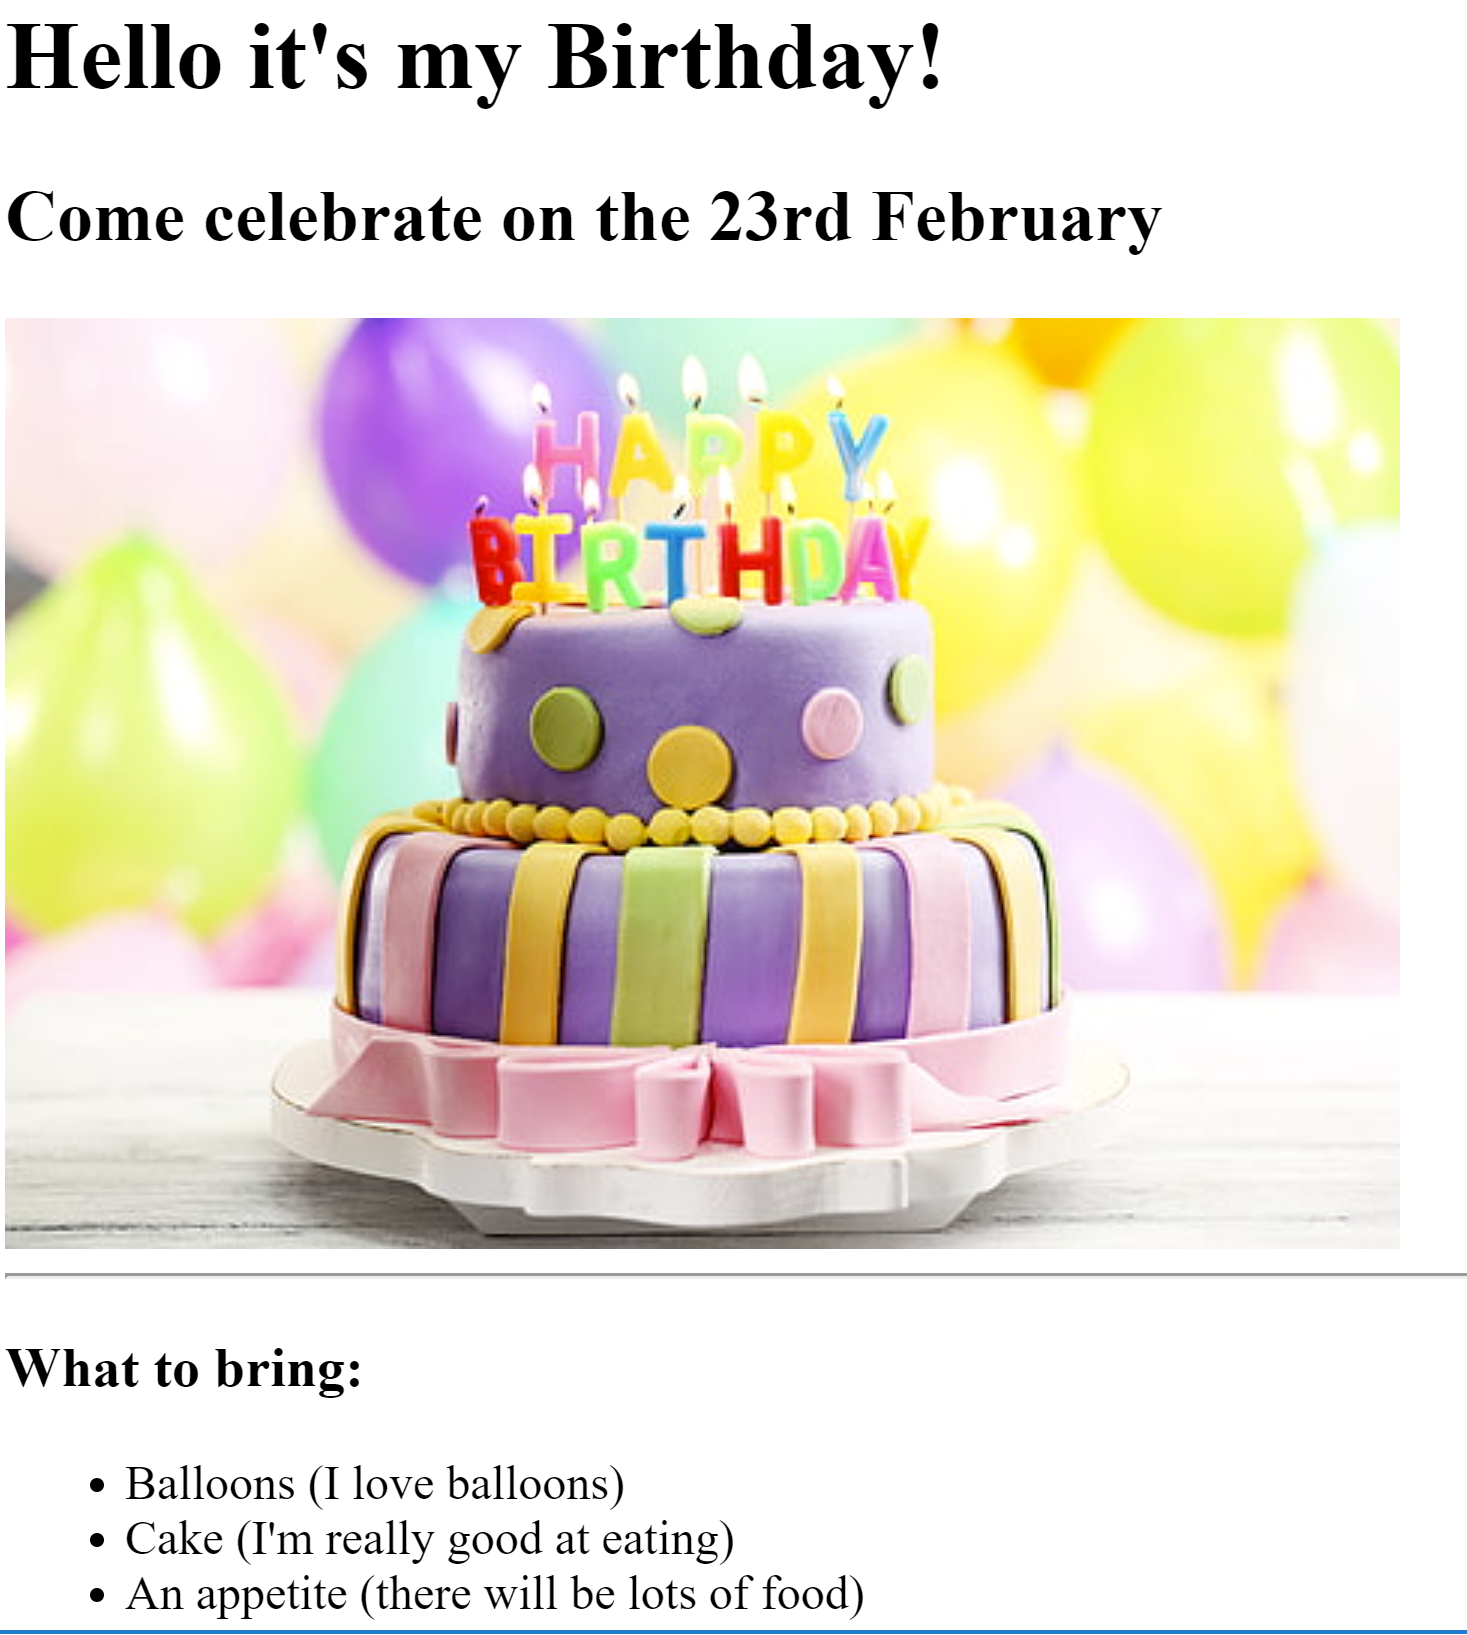 Hello it's my Birthday!
Come celebrate on the 23rd February
HAPPY
BIRTHDAY
What to bring:
Balloons (I love balloons)
Cake (I'm really good at eating)
An appetite (there will be lots of food)